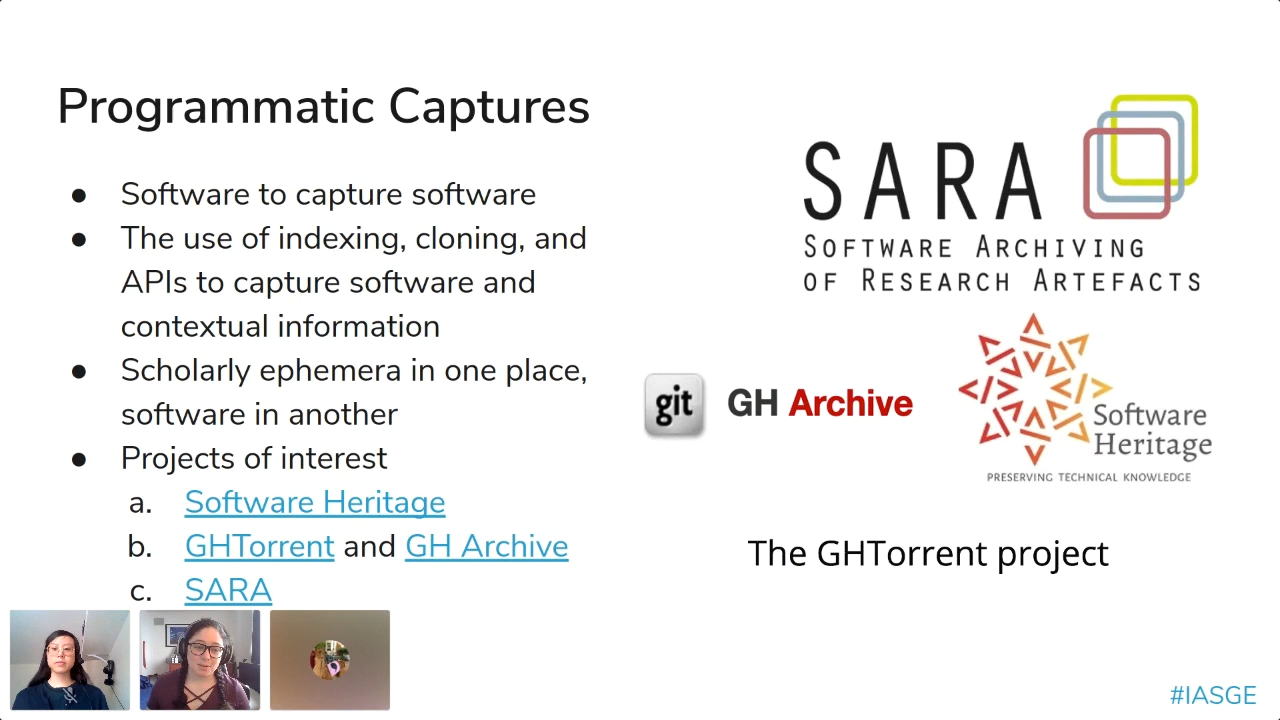 Programmatic Captures
● Software to capture software
● The use of indexing, cloning, and
APIs to capture software and
contextual information
● Scholarly ephemera in one place,
software in another
● Projects of interest
a. Software Heritage
b. GHTorrent and GH Archive
c. SARA
SARA
SOFTWARE ARCHIVING
OF RESEARCH ARTEFACTS
git GH Archive
</>
Software
Heritage
PRESERVING TECHNICAL KNOWLEDGE
The GHTorrent project
#IASGE